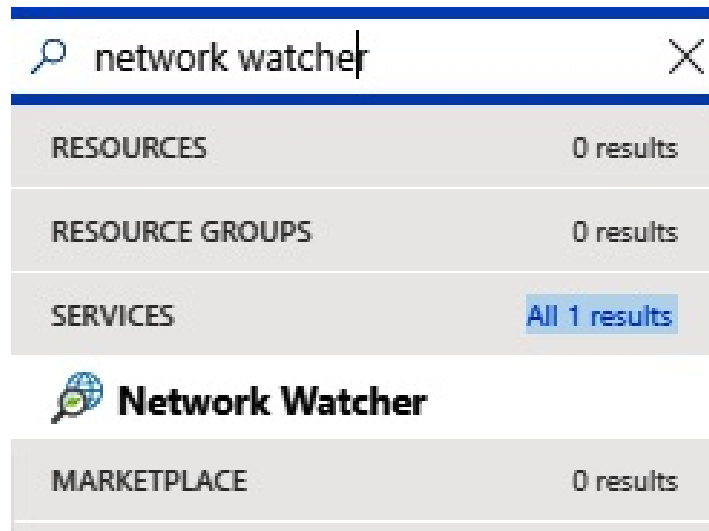 network watcher
RESOURCES 0 results
RESOURCE GROUPS 0 results
SERVICES All 1 results
Network Watcher
MARKETPLACE 0 results